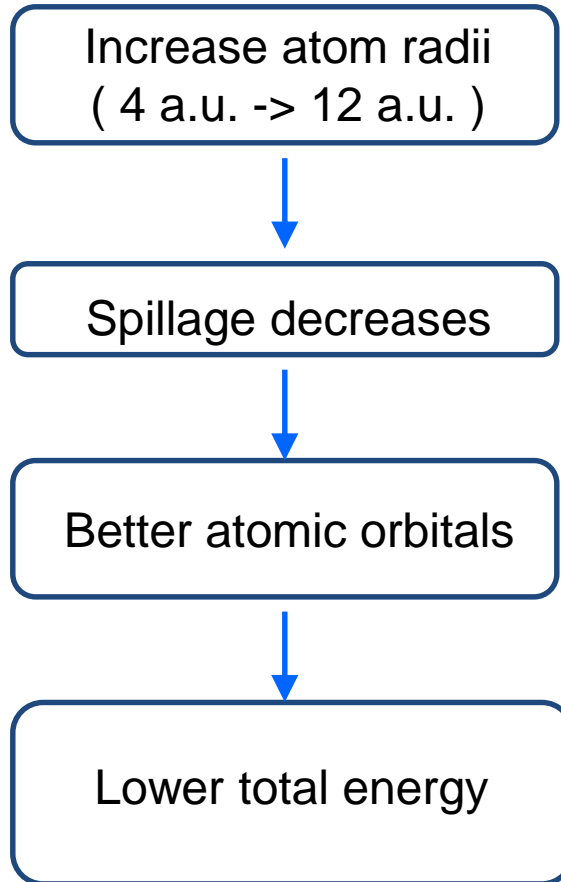 Increase atom radii
( 4 a.u. -> 12 a.u. )
Spillage decreases
Better atomic orbitals
Lower total energy